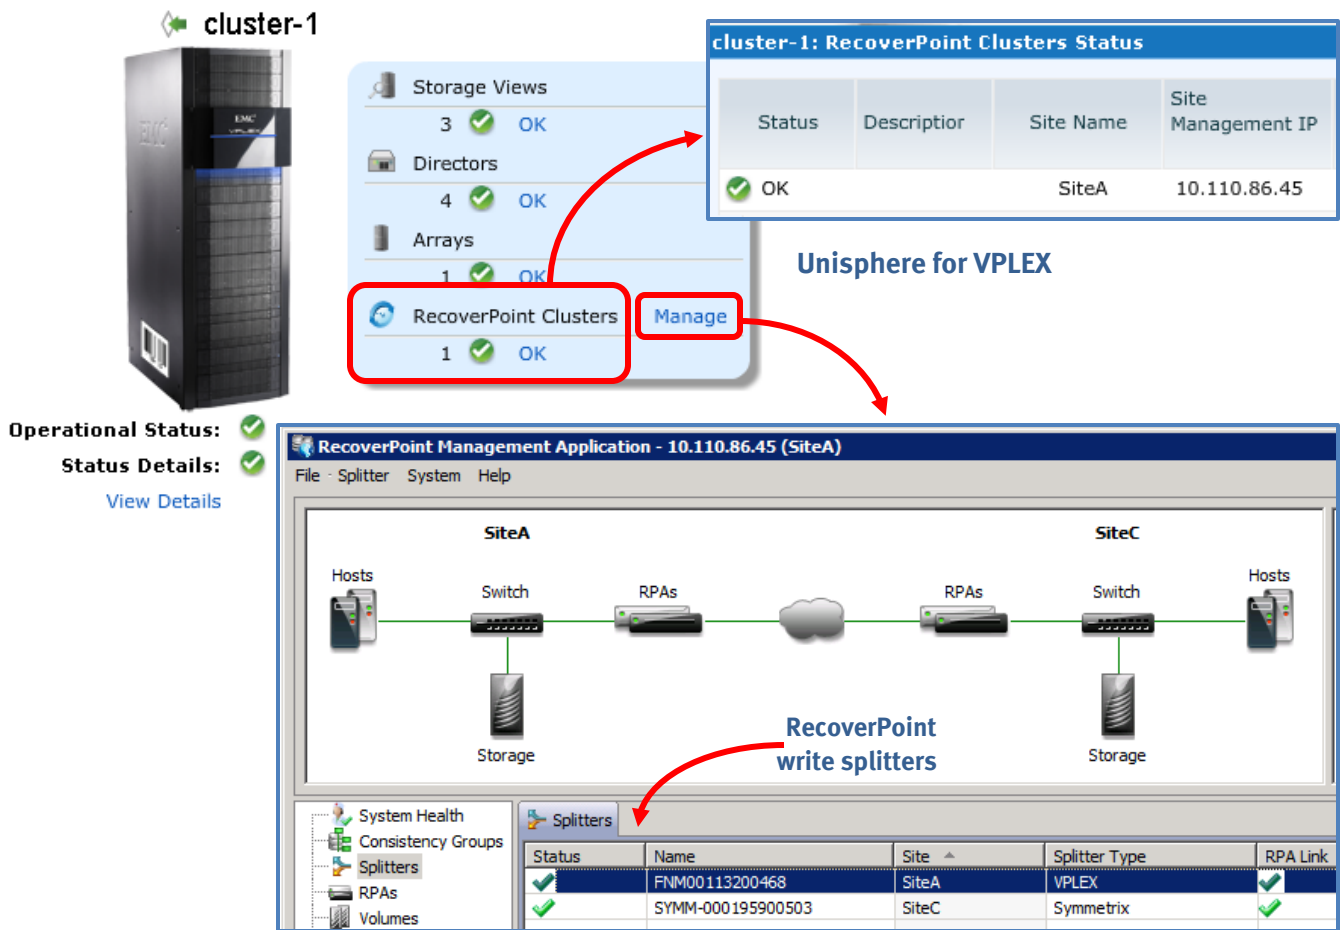 cluster-1
EMC²
VPLEX
EMC²
Storage Views
3 OK
Directors
4 OK
Arrays
1 OK
RecoverPoint Clusters Manage
1 OK
cluster-1: RecoverPoint Clusters Status
Status Descriptior Site Name Site Management IP
OK SiteA 10.110.86.45
Unisphere for VPLEX
Operational Status:
Status Details:
View Details
RecoverPoint Management Application - 10.110.86.45 (SiteA)
File Splitter System Help
SiteA SiteC
Hosts Switch RPAs RPAs Switch Hosts
Storage Storage
RecoverPoint
write splitters
System Health
Consistency Groups
Splitters
RPAs
Volumes
Splitters
Status Name Site Splitter Type RPA Link
FNM00113200468 SiteA VPLEX
SYMM-000195900503 SiteC Symmetrix